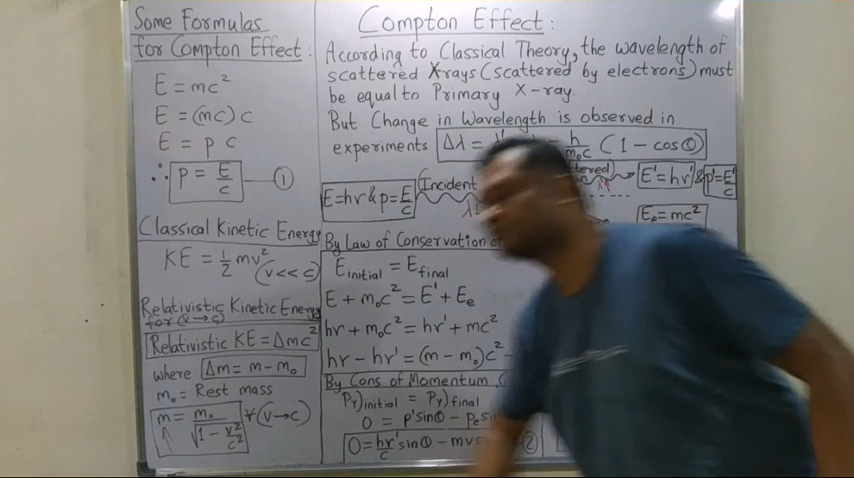 Some Formulas
for Compton Effect:
E = mc²
E = (mc) c
E = p c
∴ p = E/c — ①
Classical Kinetic Energy
KE = ½ mv² (v << c)
Relativistic Kinetic Energy
for (v→c)
Relativistic KE = Δmc²
where Δm = m - m₀
m₀ = Rest mass
m = m₀/√(1 - v²/c²) (v→c)
Compton Effect:
According to Classical Theory, the wavelength of
scattered Xrays (scattered by electrons) must
be equal to Primary X-ray.
But Change in Wavelength is observed in
experiments Δλ = h/m₀c (1 - cosθ)
E=hν & p=E/c (Incident E'=hν' & p'=E'/c
Eₑ=mc²
By Law of Conservation
E initial = E final
E + m₀c² = E' + Eₑ
hν + m₀c² = hν' + mc²
hν - hν' = (m - m₀)c²
By Cons of Momentum
Py)initial = Py)final
0 = p'sinθ - pₑ
0 = hν'/c sinθ - mv ②